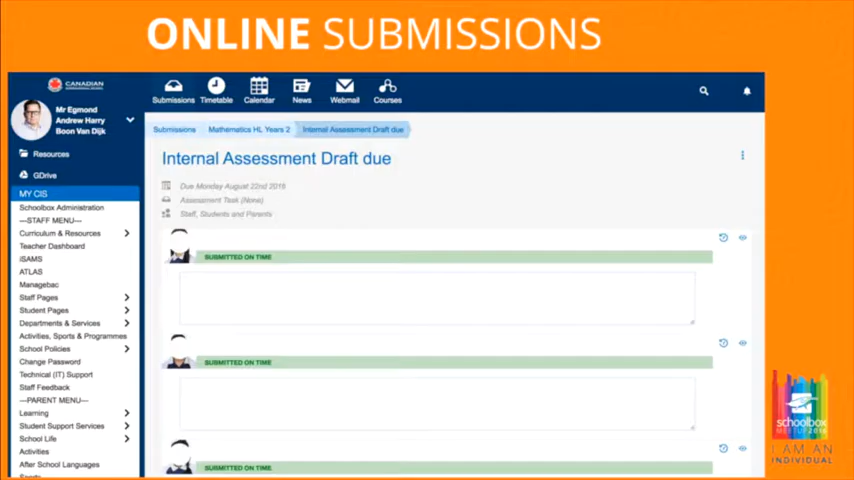 ONLINE SUBMISSIONS
CANADIAN
INTERNATIONAL SCHOOL
Mr Egmond
Andrew Harry
Boon Van Dijk
Submissions
Timetable
Calendar
News
Webmail
Courses
Resources
GDrive
MY CIS
Schoolbox Administration
---STAFF MENU---
Curriculum & Resources
Teacher Dashboard
iSAMS
ATLAS
Managebac
Staff Pages
Student Pages
Departments & Services
Activities, Sports & Programmes
School Policies
Change Password
Technical (IT) Support
Staff Feedback
---PARENT MENU---
Learning
Student Support Services
School Life
Activities
After School Languages
Sports
Submissions
Mathematics HL Years 2
Internal Assessment Draft due
Internal Assessment Draft due
Due Monday August 22nd 2016
Assessment Task (None)
Staff, Students and Parents
SUBMITTED ON TIME
SUBMITTED ON TIME
SUBMITTED ON TIME
schoolbox
MEETUP2016
I AM AN
INDIVIDUAL